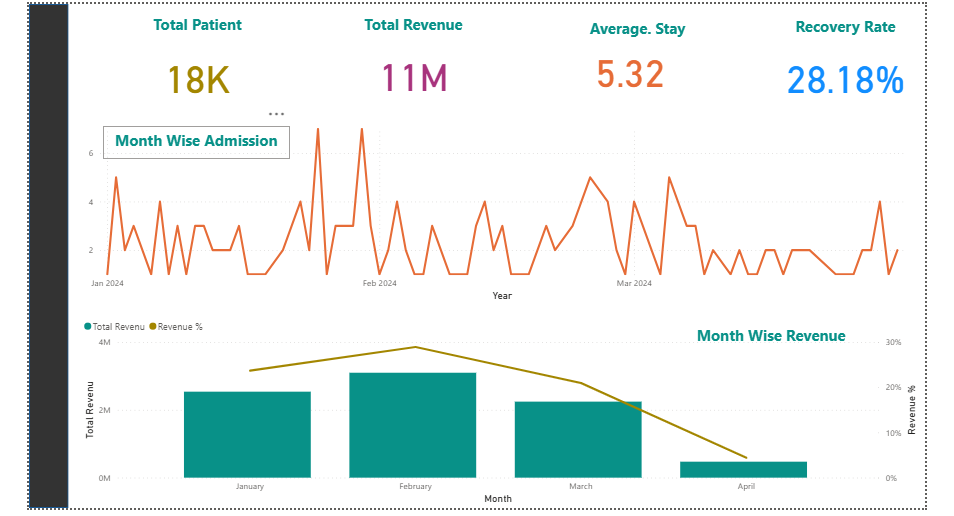 Total Patient
Total Revenue
Average. Stay
Recovery Rate
18K
11M
5.32
28.18%
Month Wise Admission
6
4
2
Jan 2024
Feb 2024
Mar 2024
Year
Total Revenu
Revenue %
Month Wise Revenue
4M
2M
0M
Total Revenu
30%
20%
10%
0%
Revenue %
January
February
March
April
Month